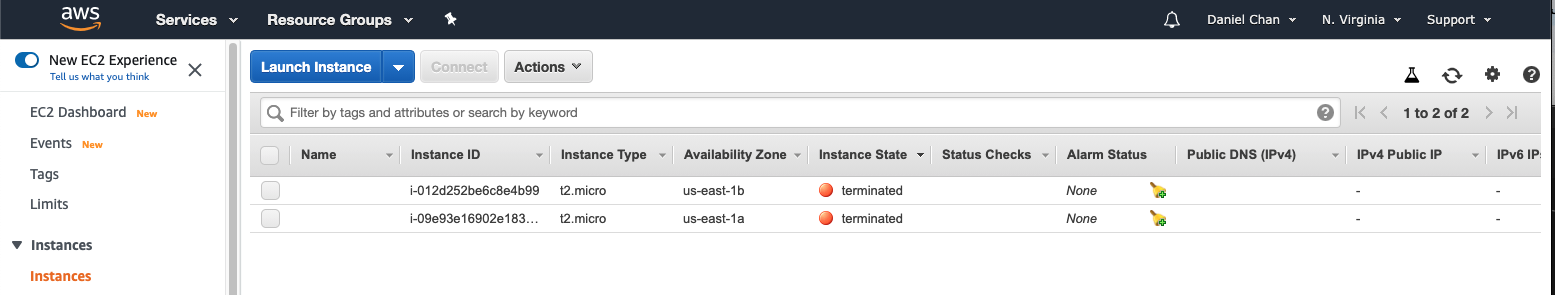 aws Services Resource Groups Daniel Chan N. Virginia Support
New EC2 Experience
Tell us what you think
Launch Instance Connect Actions
EC2 Dashboard New
Events New
Tags
Limits
Instances
Instances
Filter by tags and attributes or search by keyword ? 1 to 2 of 2
Name Instance ID Instance Type Availability Zone Instance State Status Checks Alarm Status Public DNS (IPv4) IPv4 Public IP IPv6 IPs
i-012d252be6c8e4b99 t2.micro us-east-1b terminated None - -
i-09e93e16902e183... t2.micro us-east-1a terminated None - -